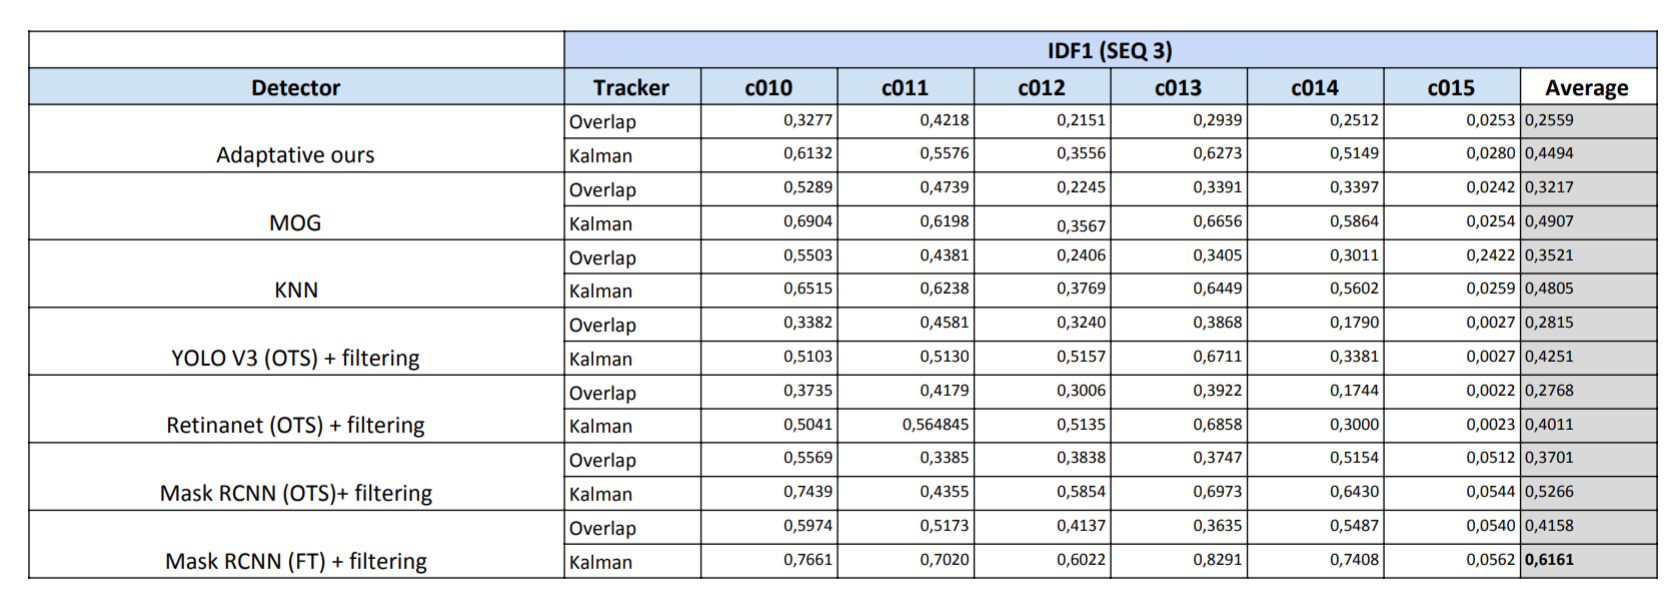 IDF1 (SEQ 3)
Detector Tracker c010 c011 c012 c013 c014 c015 Average
Adaptative ours Overlap 0,3277 0,4218 0,2151 0,2939 0,2512 0,0253 0,2559
Kalman 0,6132 0,5576 0,3556 0,6273 0,5149 0,0280 0,4494
MOG Overlap 0,5289 0,4739 0,2245 0,3391 0,3397 0,0242 0,3217
Kalman 0,6904 0,6198 0,3567 0,6656 0,5864 0,0254 0,4907
KNN Overlap 0,5503 0,4381 0,2406 0,3405 0,3011 0,2422 0,3521
Kalman 0,6515 0,6238 0,3769 0,6449 0,5602 0,0259 0,4805
YOLO V3 (OTS) + filtering Overlap 0,3382 0,4581 0,3240 0,3868 0,1790 0,0027 0,2815
Kalman 0,5103 0,5130 0,5157 0,6711 0,3381 0,0027 0,4251
Retinanet (OTS) + filtering Overlap 0,3735 0,4179 0,3006 0,3922 0,1744 0,0022 0,2768
Kalman 0,5041 0,564845 0,5135 0,6858 0,3000 0,0023 0,4011
Mask RCNN (OTS)+ filtering Overlap 0,5569 0,3385 0,3838 0,3747 0,5154 0,0512 0,3701
Kalman 0,7439 0,4355 0,5854 0,6973 0,6430 0,0544 0,5266
Mask RCNN (FT) + filtering Overlap 0,5974 0,5173 0,4137 0,3635 0,5487 0,0540 0,4158
Kalman 0,7661 0,7020 0,6022 0,8291 0,7408 0,0562 0,6161